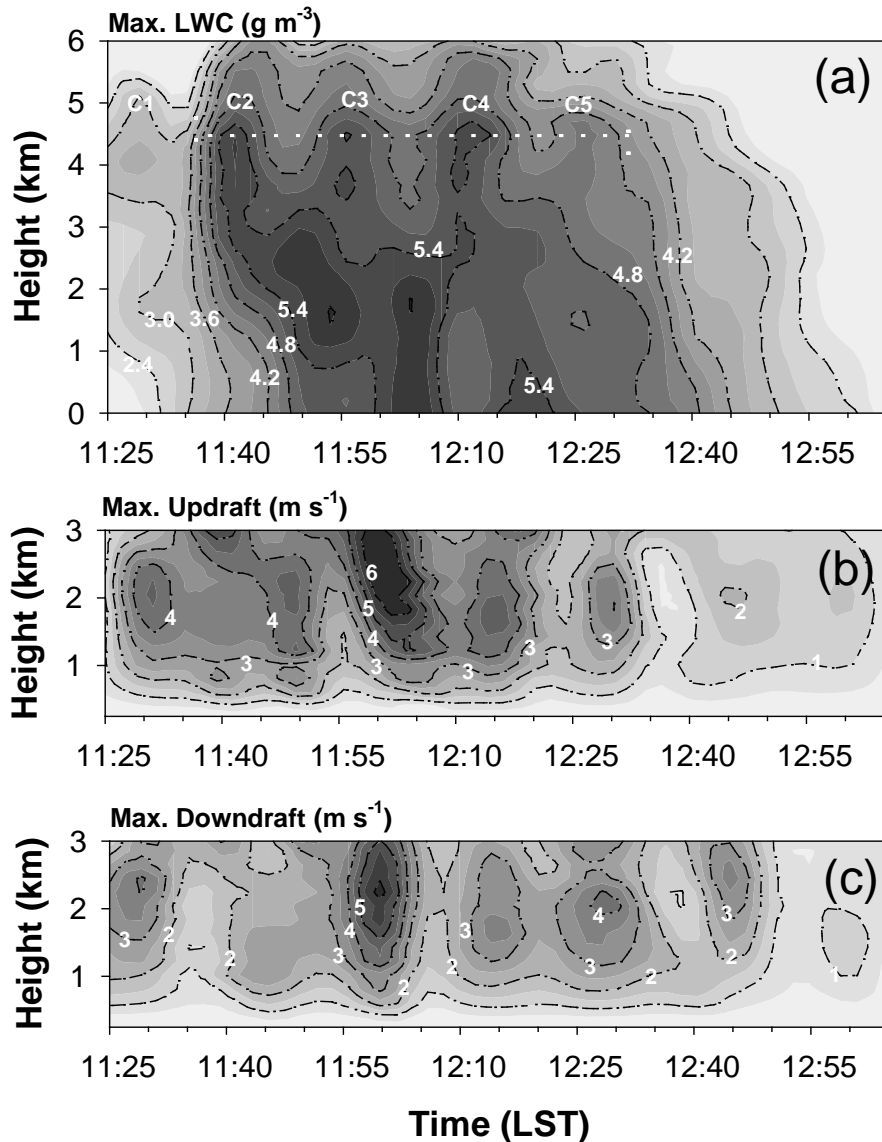 Max. LWC (g m⁻³)
(a)
6
5
4
3
2
1
0
Height (km)
C1 C2 C3 C4 C5
5.4
4.8 4.2
3.0 3.6 5.4
4.8
2.4 4.2 5.4
11:25 11:40 11:55 12:10 12:25 12:40 12:55
Max. Updraft (m s⁻¹)
(b)
3
2
1
Height (km)
6
4 4 5 2
4 3 3
3 3 3 1
11:25 11:40 11:55 12:10 12:25 12:40 12:55
Max. Downdraft (m s⁻¹)
(c)
3
2
1
Height (km)
5 4 3
3 2 4 3
2 3 2 3 2 2
2 1
11:25 11:40 11:55 12:10 12:25 12:40 12:55
Time (LST)